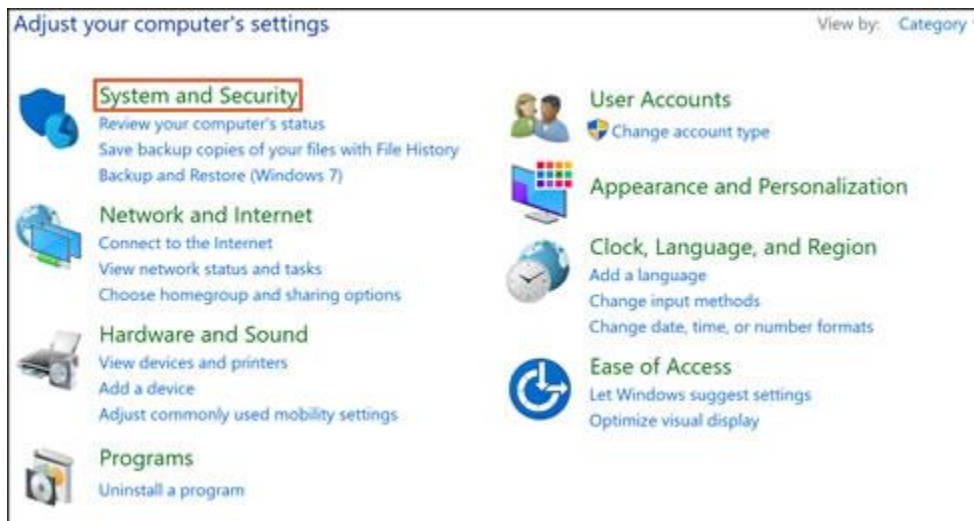 Adjust your computer's settings
View by: Category
System and Security
Review your computer's status
Save backup copies of your files with File History
Backup and Restore (Windows 7)
Network and Internet
Connect to the Internet
View network status and tasks
Choose homegroup and sharing options
Hardware and Sound
View devices and printers
Add a device
Adjust commonly used mobility settings
Programs
Uninstall a program
User Accounts
Change account type
Appearance and Personalization
Clock, Language, and Region
Add a language
Change input methods
Change date, time, or number formats
Ease of Access
Let Windows suggest settings
Optimize visual display